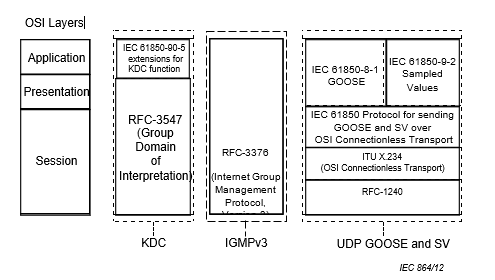 OSI Layers
Application
Presentation
Session
IEC 61850-90-5
extensions for
KDC function
RFC-3547
(Group
Domain
of
Interpretation)
KDC
RFC-3376
(Internet Group
Management
Protocol,
IGMPv3
IEC 61850-8-1
GOOSE
IEC 61850-9-2
Sampled
Values
IEC 61850 Protocol for sending
GOOSE and SV over
OSI Connectionless Transport
ITU X.234
(OSI Connectionless Transport)
RFC-1240
UDP GOOSE and SV
IEC 864/12